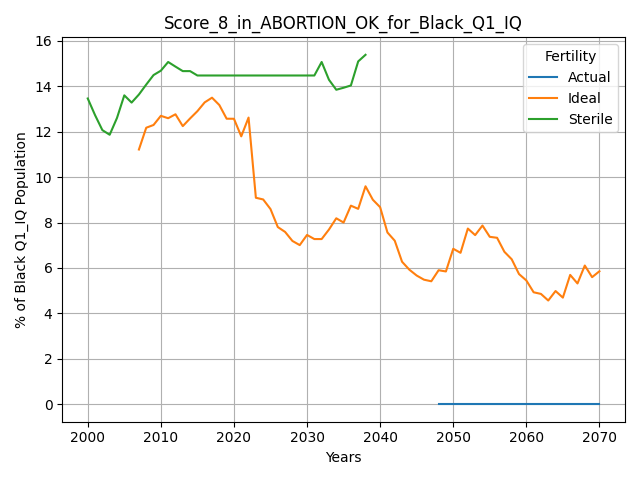 Score_8_in_ABORTION_OK_for_Black_Q1_IQ
% of Black Q1_IQ Population
16
14
12
10
8
6
4
2
0
Fertility
Actual
Ideal
Sterile
2000 2010 2020 2030 2040 2050 2060 2070
Years